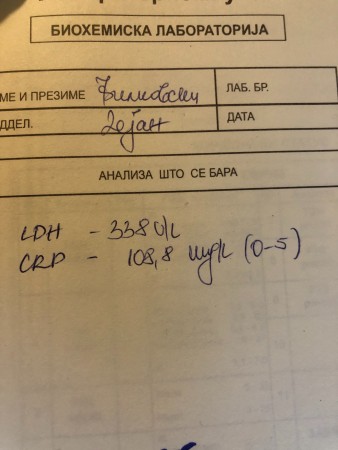 БИОХЕМИСКА ЛАБОРАТОРИЈА
МЕ И ПРЕЗИМЕ
ЛАБ. БР.
ДДЕЛ. Дејан
ДАТА
АНАЛИЗА ШТО СЕ БАРА
LDH - 338 U/L
CRP - 108,8 mg/L (0-5)